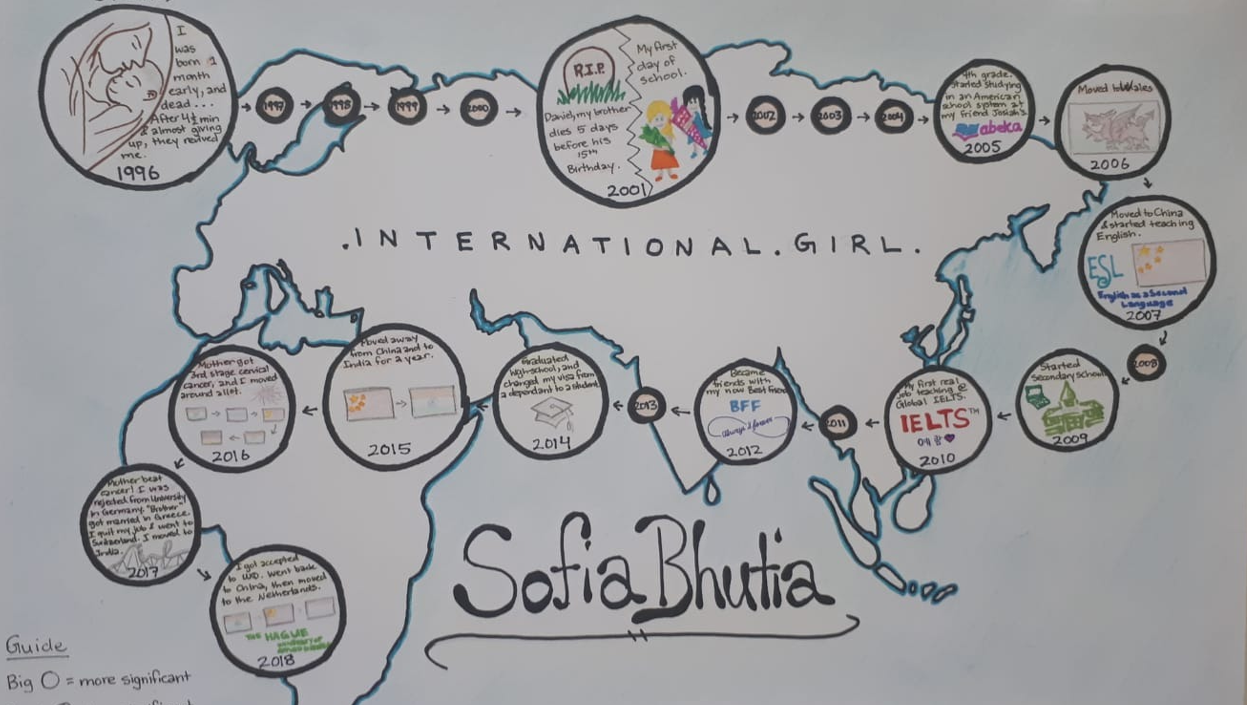 I
was
born a
month
early, and
dead...
After 4½ min
& almost giving
up, they revived
me.
1996
1997
1998
1999
2000
R.I.P.
Daniel, my brother
dies 5 days
before his
15th
Birthday.
My first
day of
school.
2001
2002
2003
2004
4th grade.
Started studying
in an American
school system at
my friend Josiah's
abeka
2005
Moved to Wales
2006
Moved to China
& started teaching
English.
ESL
English as a Second
Language
2007
2008
Started
Secondary school
2009
My first real
job teaching @
Global IELTS.
IELTS™
2010
2011
Became
friends with
my now Best friend
BFF
always & forever
2012
2013
Graduated
high-school, and
changed my visa from
a dependant to a student
2014
Moved away
from China and to
India for a year.
2015
Mother got
3rd stage cervical
cancer, and I moved
around a lot.
2016
Mother beat
cancer! I was
rejected from University
in Germany. "Brother"
got married in Greece.
I quit my job & went to
Switzerland. I moved to
India.
2017
I got accepted
to Went back
to China, then moved
to the Netherlands.
THE HAGUE
2018
.INTERNATIONAL.GIRL.
Sofia Bhutia
Guide
Big O = more significant